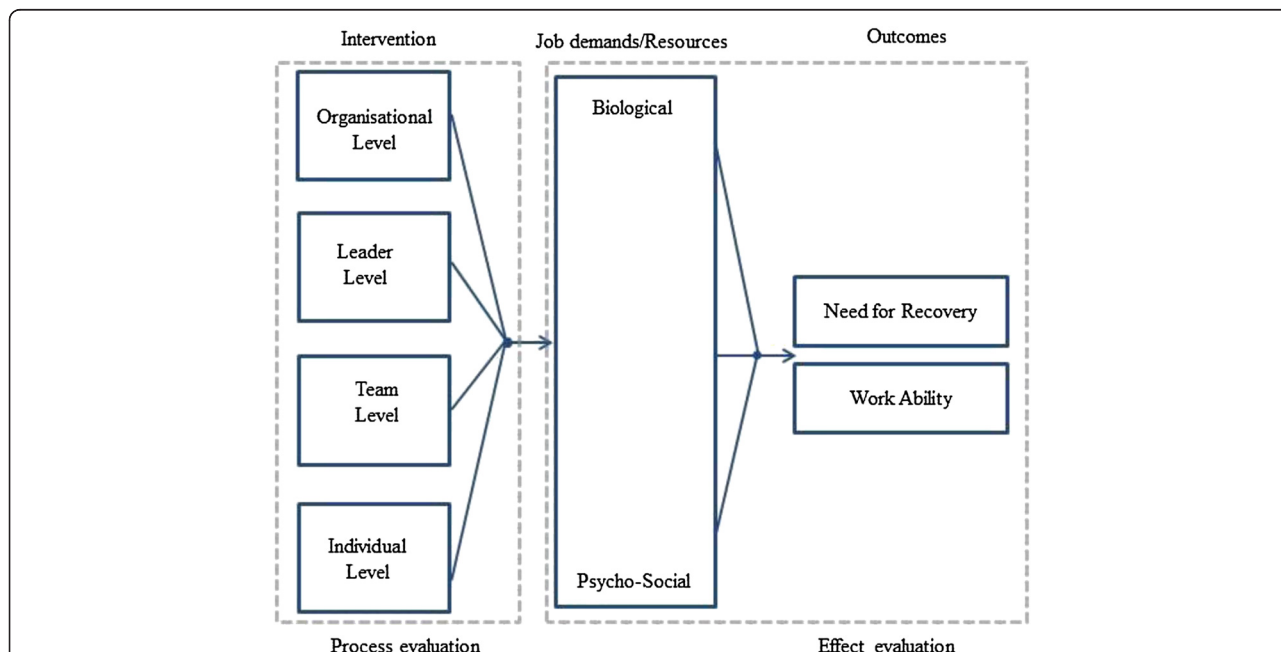 Intervention
Job demands/Resources
Outcomes
Organisational
Level
Leader
Level
Team
Level
Individual
Level
Biological
Psycho-Social
Need for Recovery
Work Ability
Process evaluation
Effect evaluation